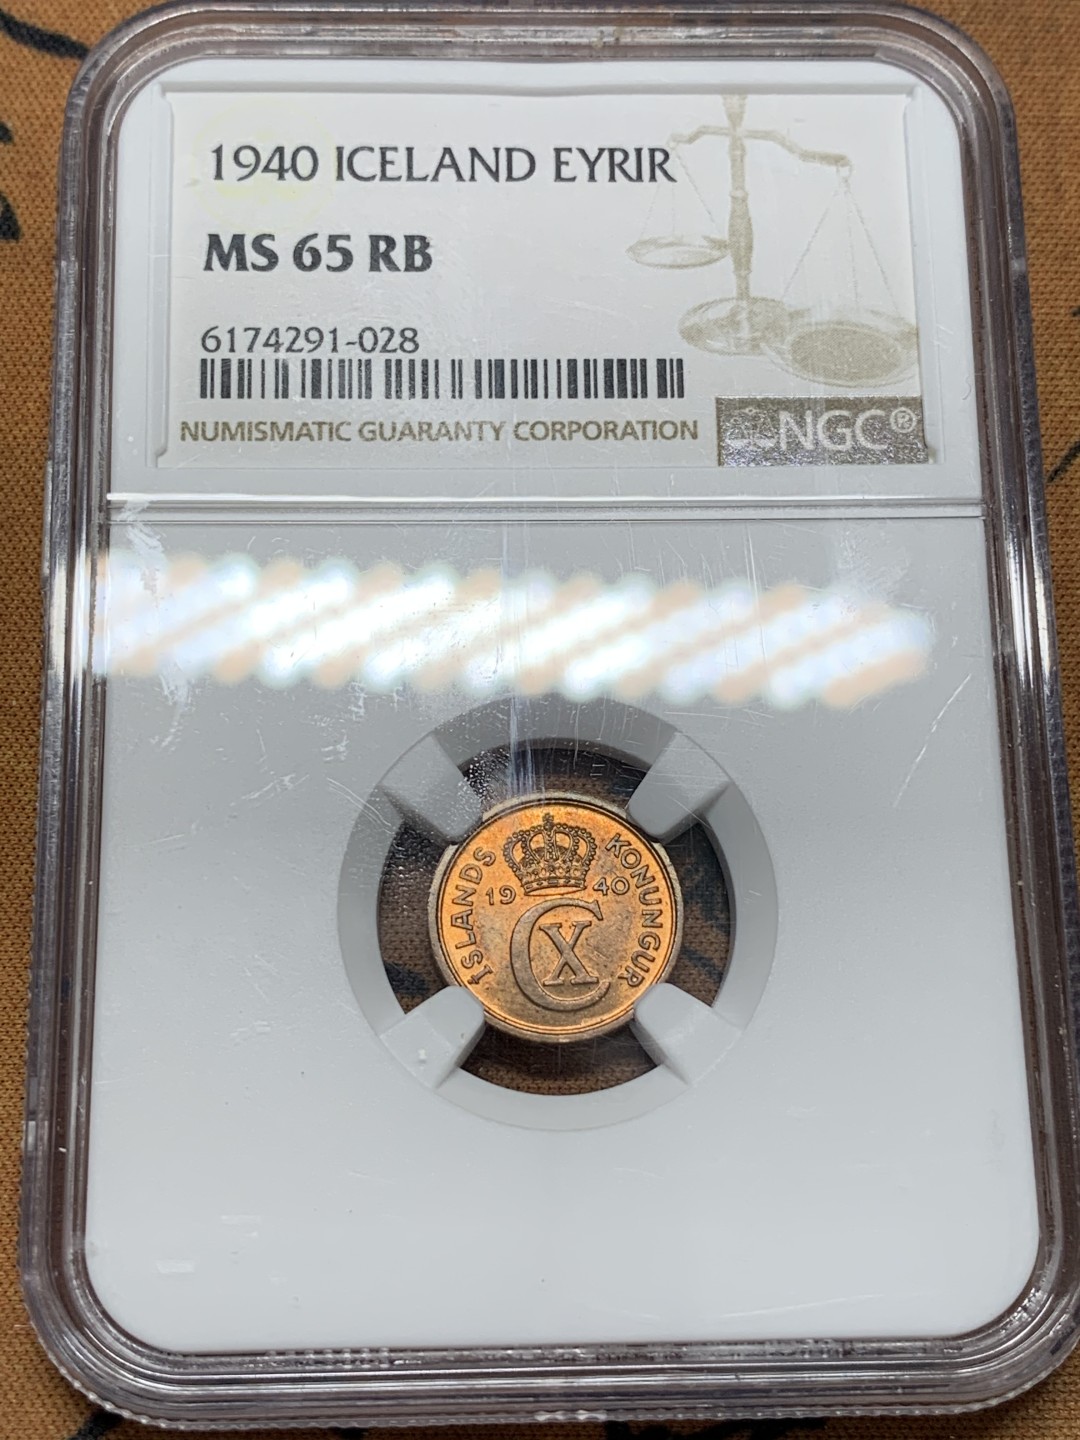 1940 ICELAND EYRIR
MS 65 RB
6174291-028
NUMISMATIC GUARANTY CORPORATION
NGC®
ÍSLANDS KONUNGUR
19 40
CX